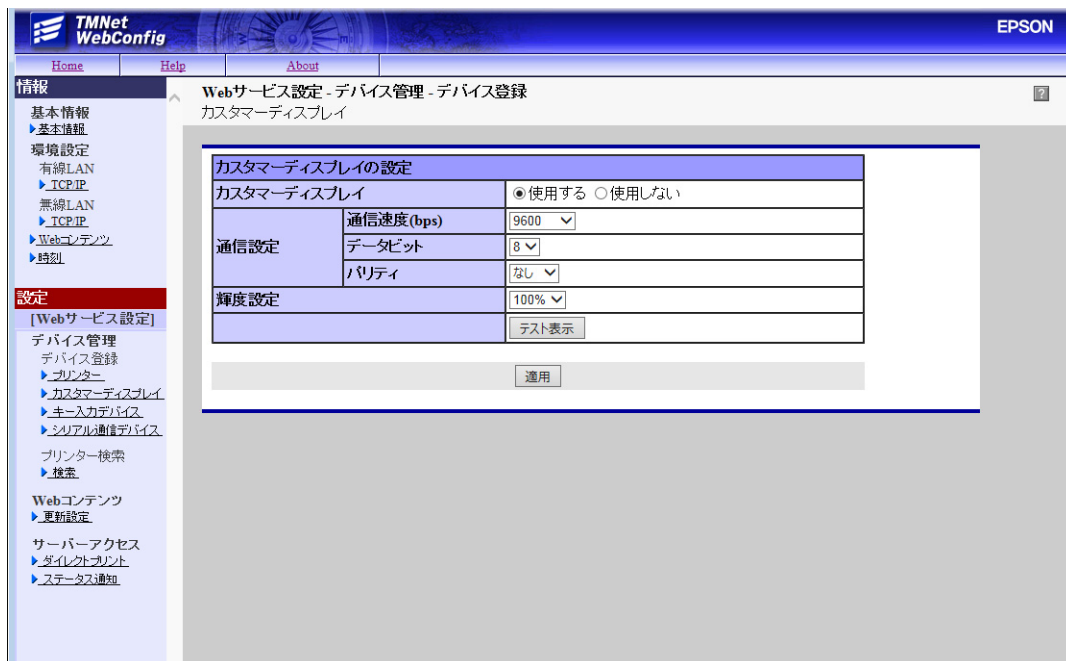 TMNet
WebConfig
EPSON
Home Help About
情報
基本情報
基本情報
環境設定
有線LAN
TCP/IP
無線LAN
TCP/IP
Webコンテンツ
時刻
設定
[Webサービス設定]
デバイス管理
デバイス登録
プリンター
カスタマーディスプレイ
キー入力デバイス
シリアル通信デバイス
プリンター検索
検索
Webコンテンツ
更新設定
サーバーアクセス
ダイレクトプリント
ステータス通知
Webサービス設定 - デバイス管理 - デバイス登録
?
カスタマーディスプレイ
カスタマーディスプレイの設定
カスタマーディスプレイ 使用する 使用しない
通信設定
通信速度(bps) 9600
データビット 8
パリティ なし
輝度設定 100%
テスト表示
適用